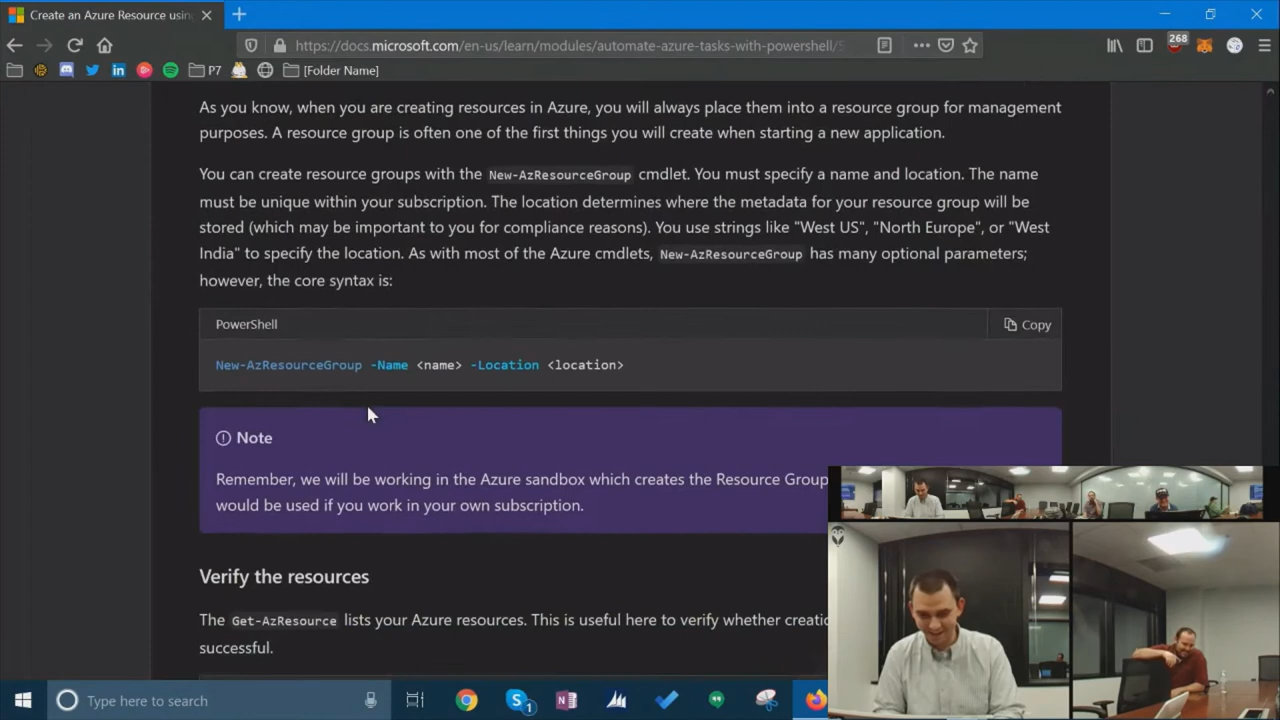 Create an Azure Resource usin
https://docs.microsoft.com/en-us/learn/modules/automate-azure-tasks-with-powershell/5
268
P7
[Folder Name]
As you know, when you are creating resources in Azure, you will always place them into a resource group for management
purposes. A resource group is often one of the first things you will create when starting a new application.
You can create resource groups with the New-AzResourceGroup cmdlet. You must specify a name and location. The name
must be unique within your subscription. The location determines where the metadata for your resource group will be
stored (which may be important to you for compliance reasons). You use strings like "West US", "North Europe", or "West
India" to specify the location. As with most of the Azure cmdlets, New-AzResourceGroup has many optional parameters;
however, the core syntax is:
PowerShell
Copy
New-AzResourceGroup -Name <name> -Location <location>
Note
Remember, we will be working in the Azure sandbox which creates the Resource Group
would be used if you work in your own subscription.
Verify the resources
The Get-AzResource lists your Azure resources. This is useful here to verify whether creatio
successful.
Type here to search
1